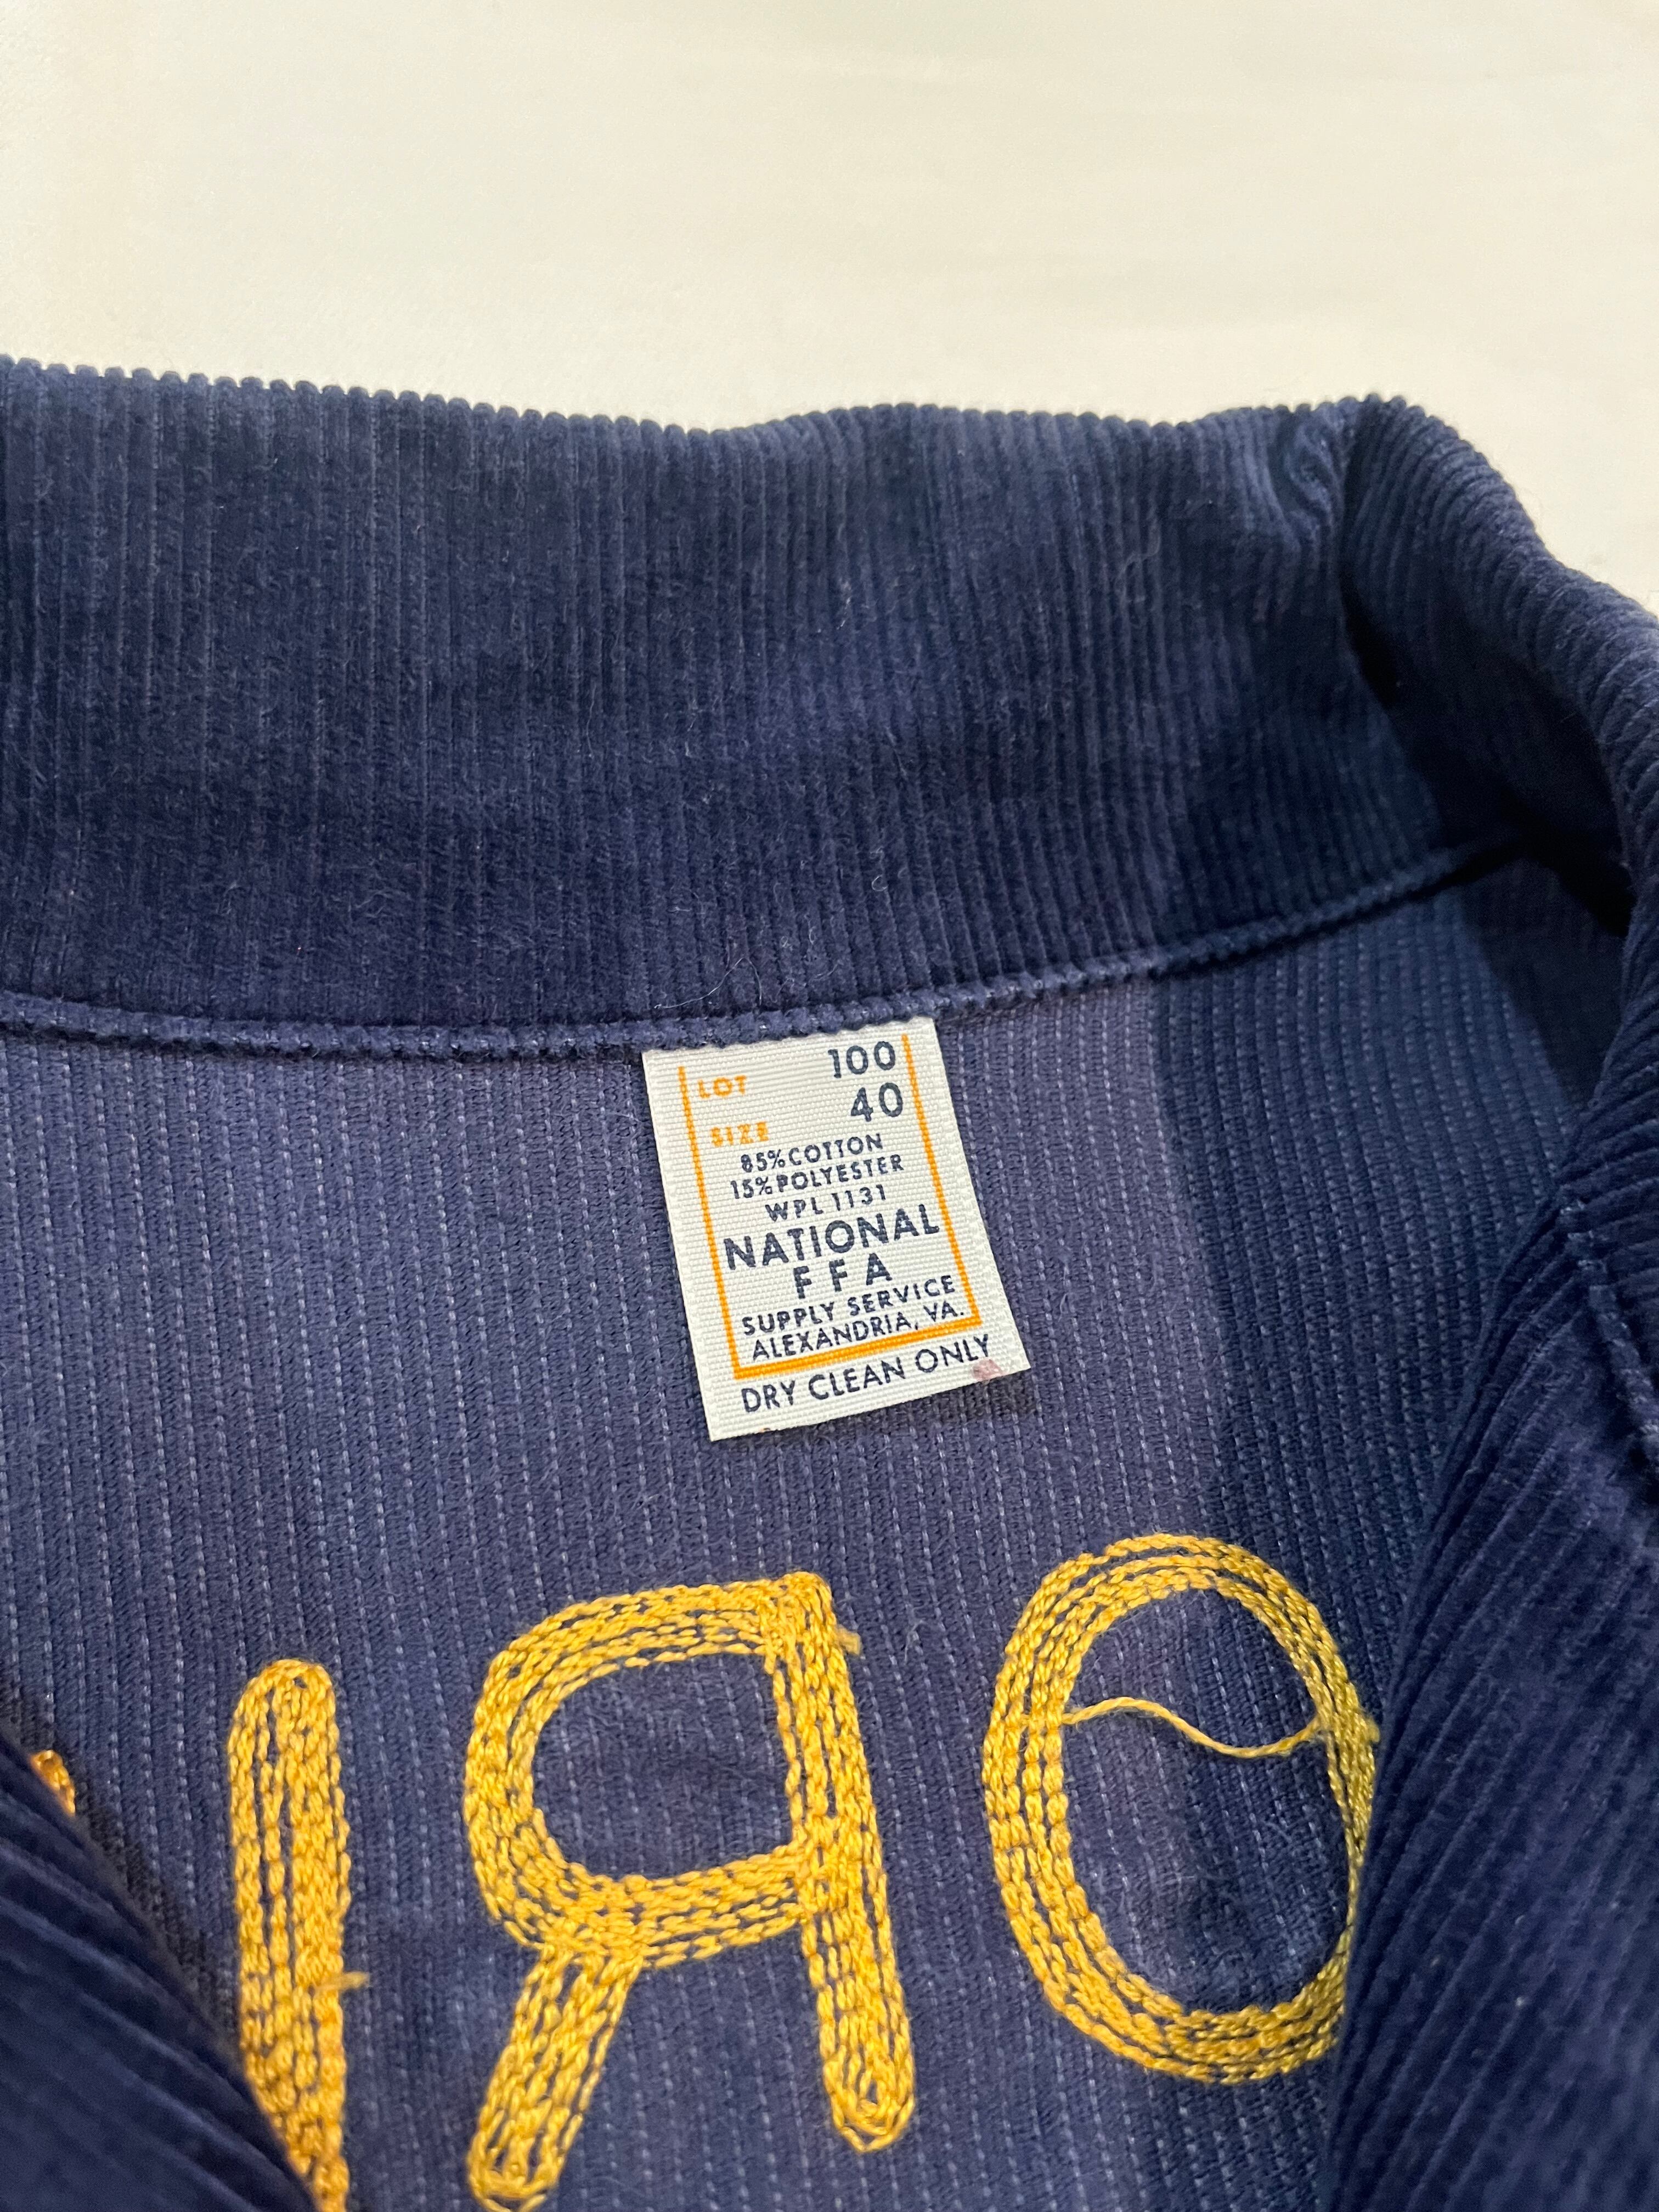 LOT 100
SIZE 40
85% COTTON
15% POLYESTER
WPL 1131
NATIONAL
FFA
SUPPLY SERVICE
ALEXANDRIA, VA.
DRY CLEAN ONLY
ORI